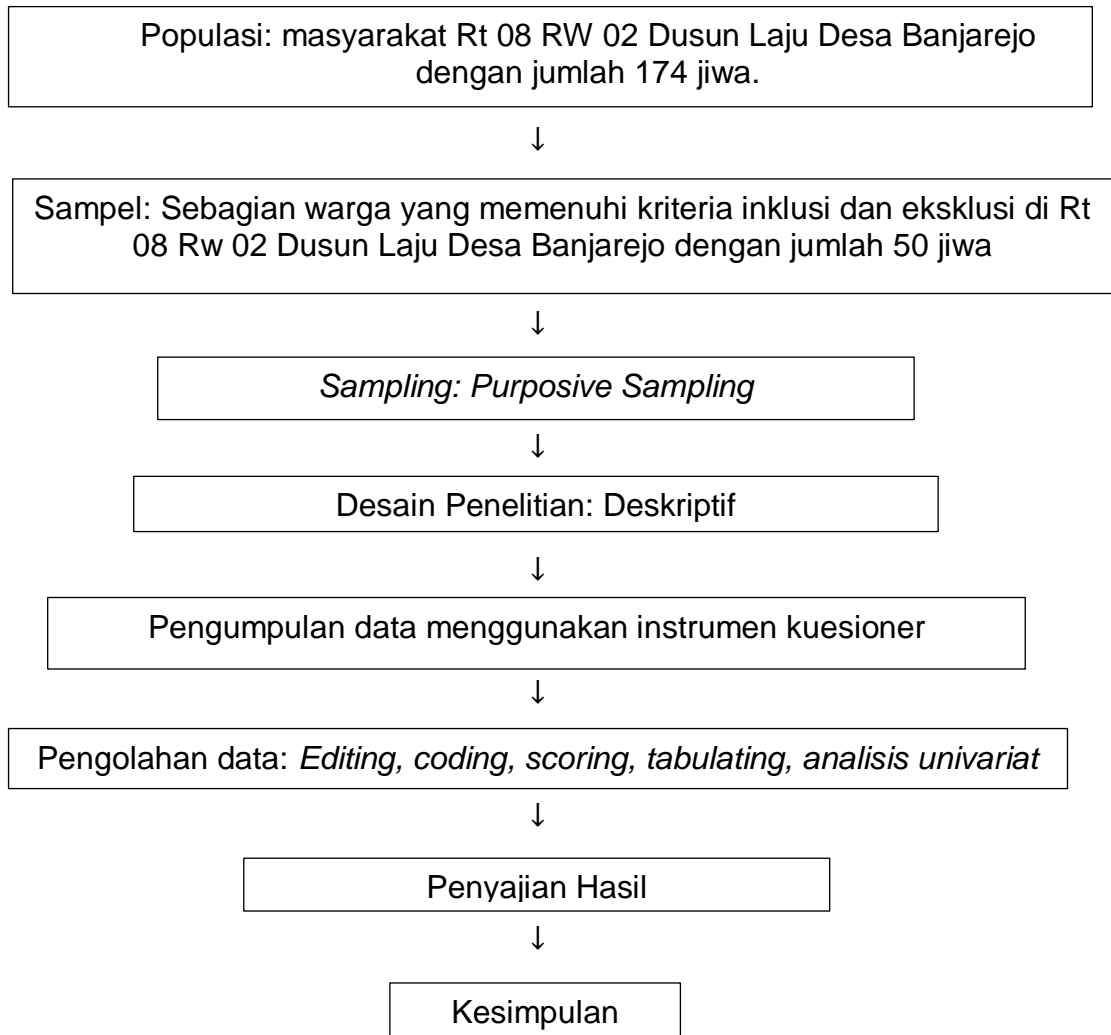 Populasi: masyarakat Rt 08 RW 02 Dusun Laju Desa Banjarejo
dengan jumlah 174 jiwa.
↓
Sampel: Sebagian warga yang memenuhi kriteria inklusi dan eksklusi di Rt
08 Rw 02 Dusun Laju Desa Banjarejo dengan jumlah 50 jiwa
↓
Sampling: Purposive Sampling
↓
Desain Penelitian: Deskriptif
↓
Pengumpulan data menggunakan instrumen kuesioner
↓
Pengolahan data: Editing, coding, scoring, tabulating, analisis univariat
↓
Penyajian Hasil
↓
Kesimpulan